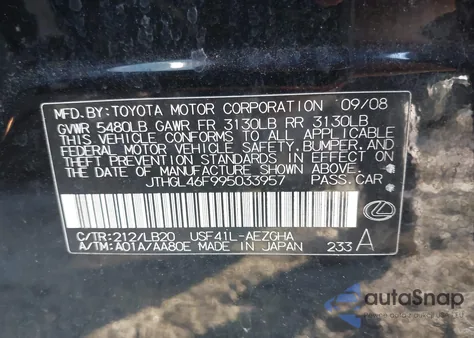 MFD.BY:TOYOTA MOTOR CORPORATION 09/08
GVWR 5480LB GAWR FR 3130LB RR 3130LB
THIS VEHICLE CONFORMS TO ALL APPLICABLE FEDERAL
MOTOR VEHICLE SAFETY, BUMPER, AND
THEFT PREVENTION STANDARDS IN EFFECT ON THE DATE OF
MANUFACTURE SHOWN ABOVE.
JTHGL46F995033957 PASS.CAR
C/TR:212/LB20 USF41L-AEZGHA
A/TM:A01A/AA80E MADE IN JAPAN 233 A
autoSnap